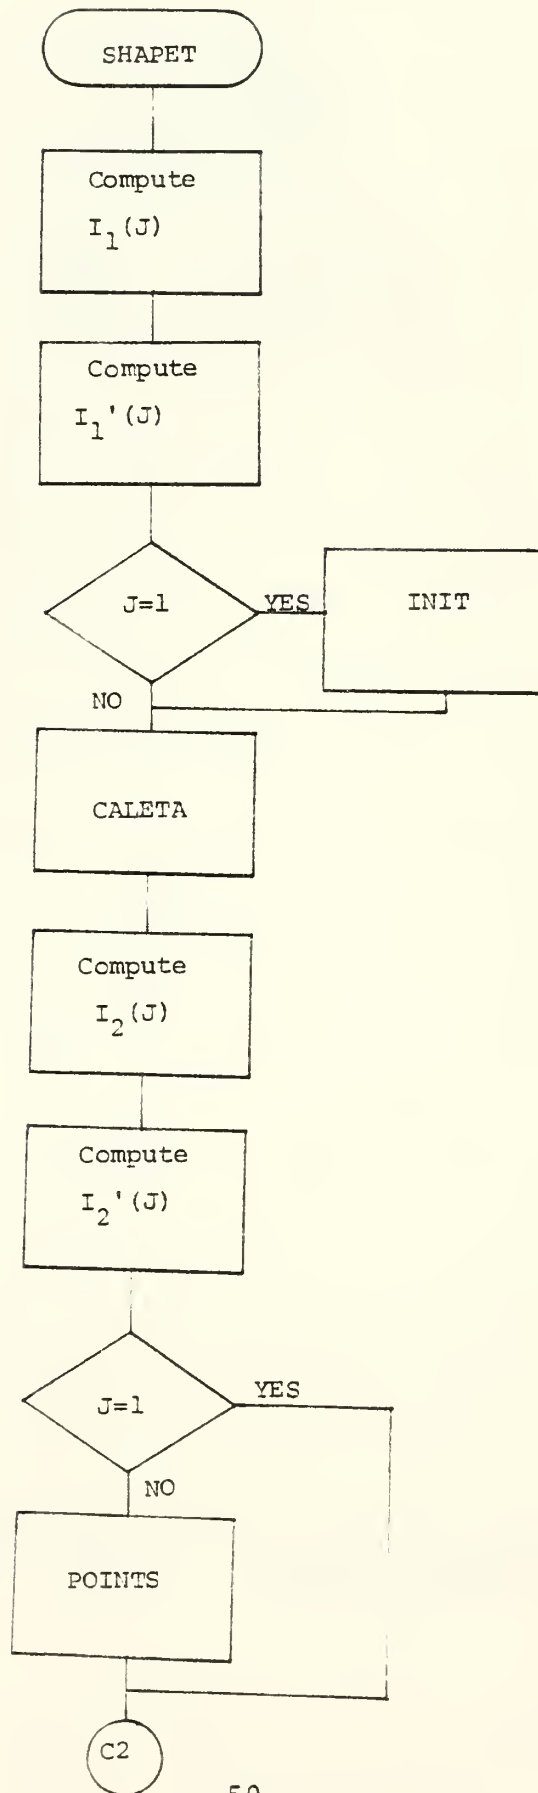 SHAPET
Compute
I₁(J)
Compute
I₁'(J)
J=1
YES
INIT
NO
CALETA
Compute
I₂(J)
Compute
I₂'(J)
J=1
YES
NO
POINTS
C2